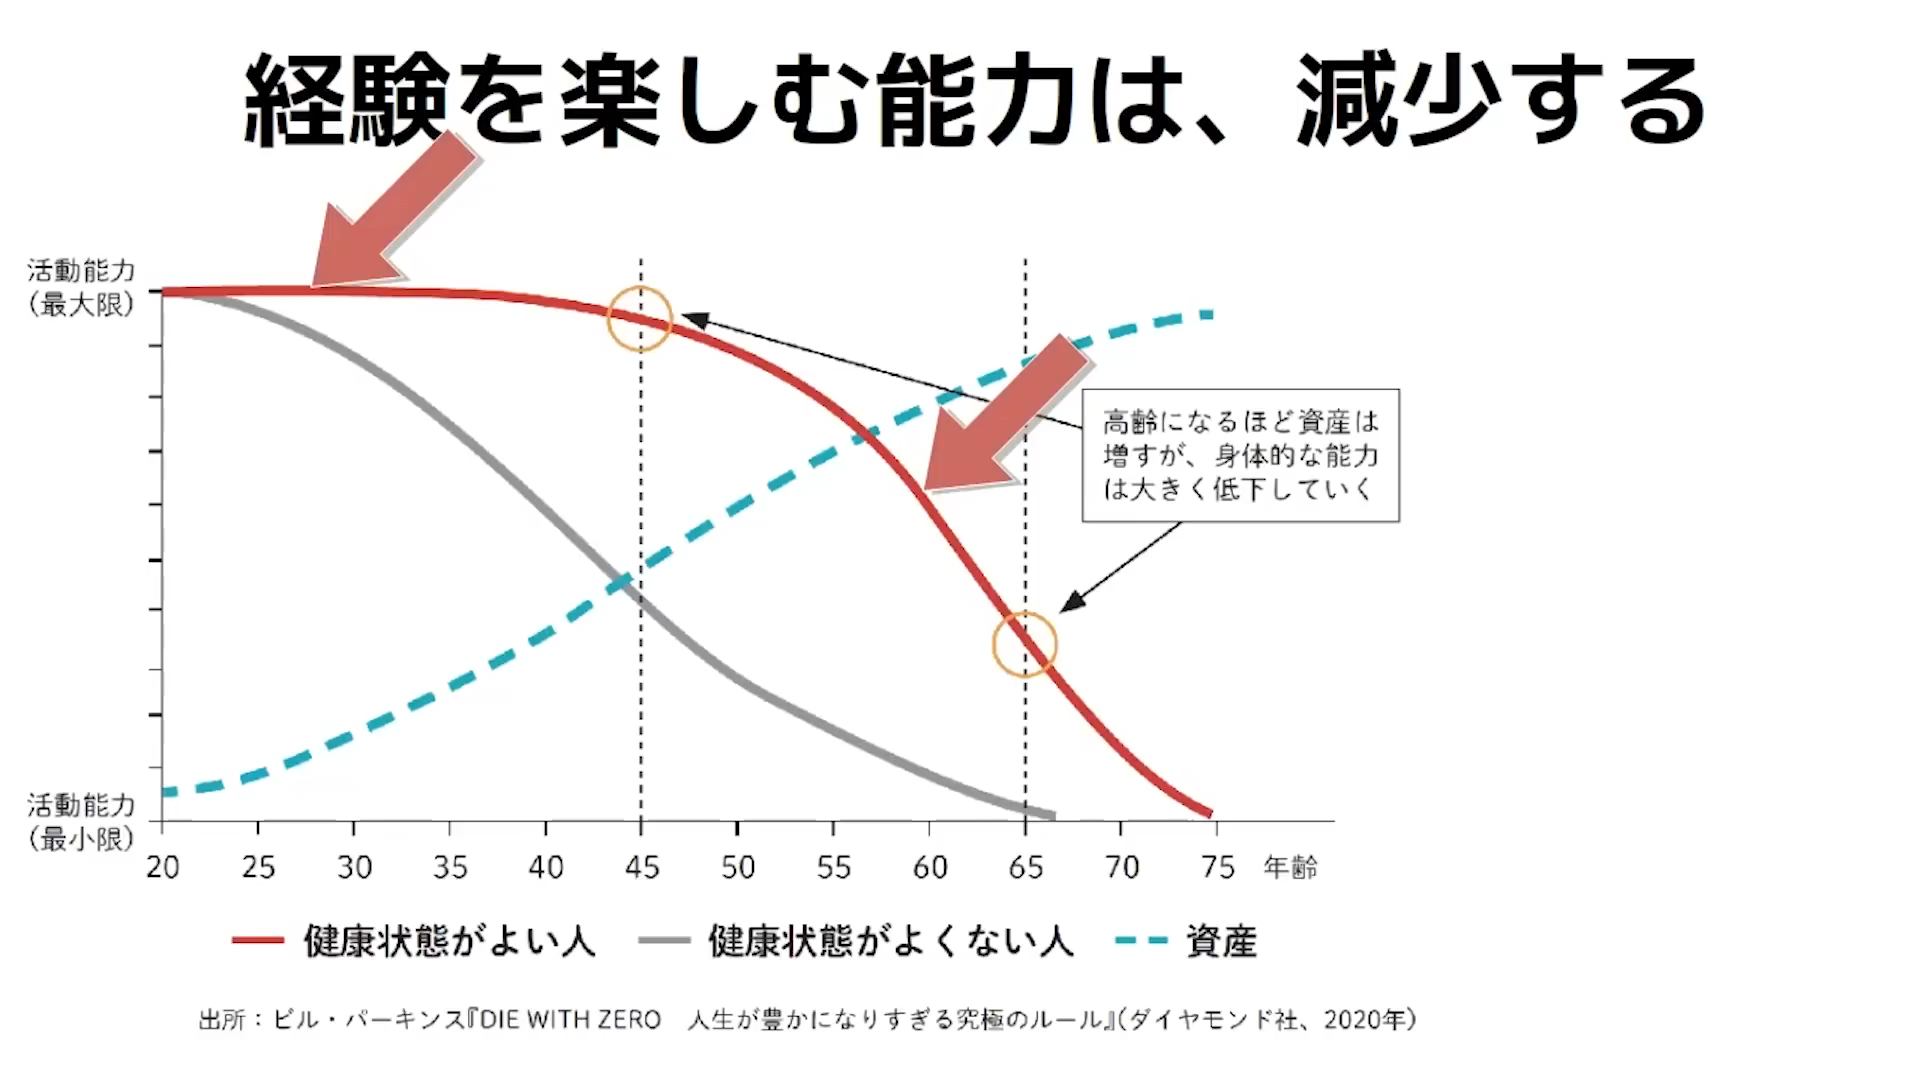 経験を楽しむ能力は、減少する
活動能力
(最大限)
高齢になるほど資産は
増すが、身体的な能力
は大きく低下していく
活動能力
(最小限)
20 25 30 35 40 45 50 55 60 65 70 75 年齢
健康状態がよい人 健康状態がよくない人 資産
出所：ビル・パーキンス『DIE WITH ZERO 人生が豊かになりすぎる究極のルール』(ダイヤモンド社、2020年)